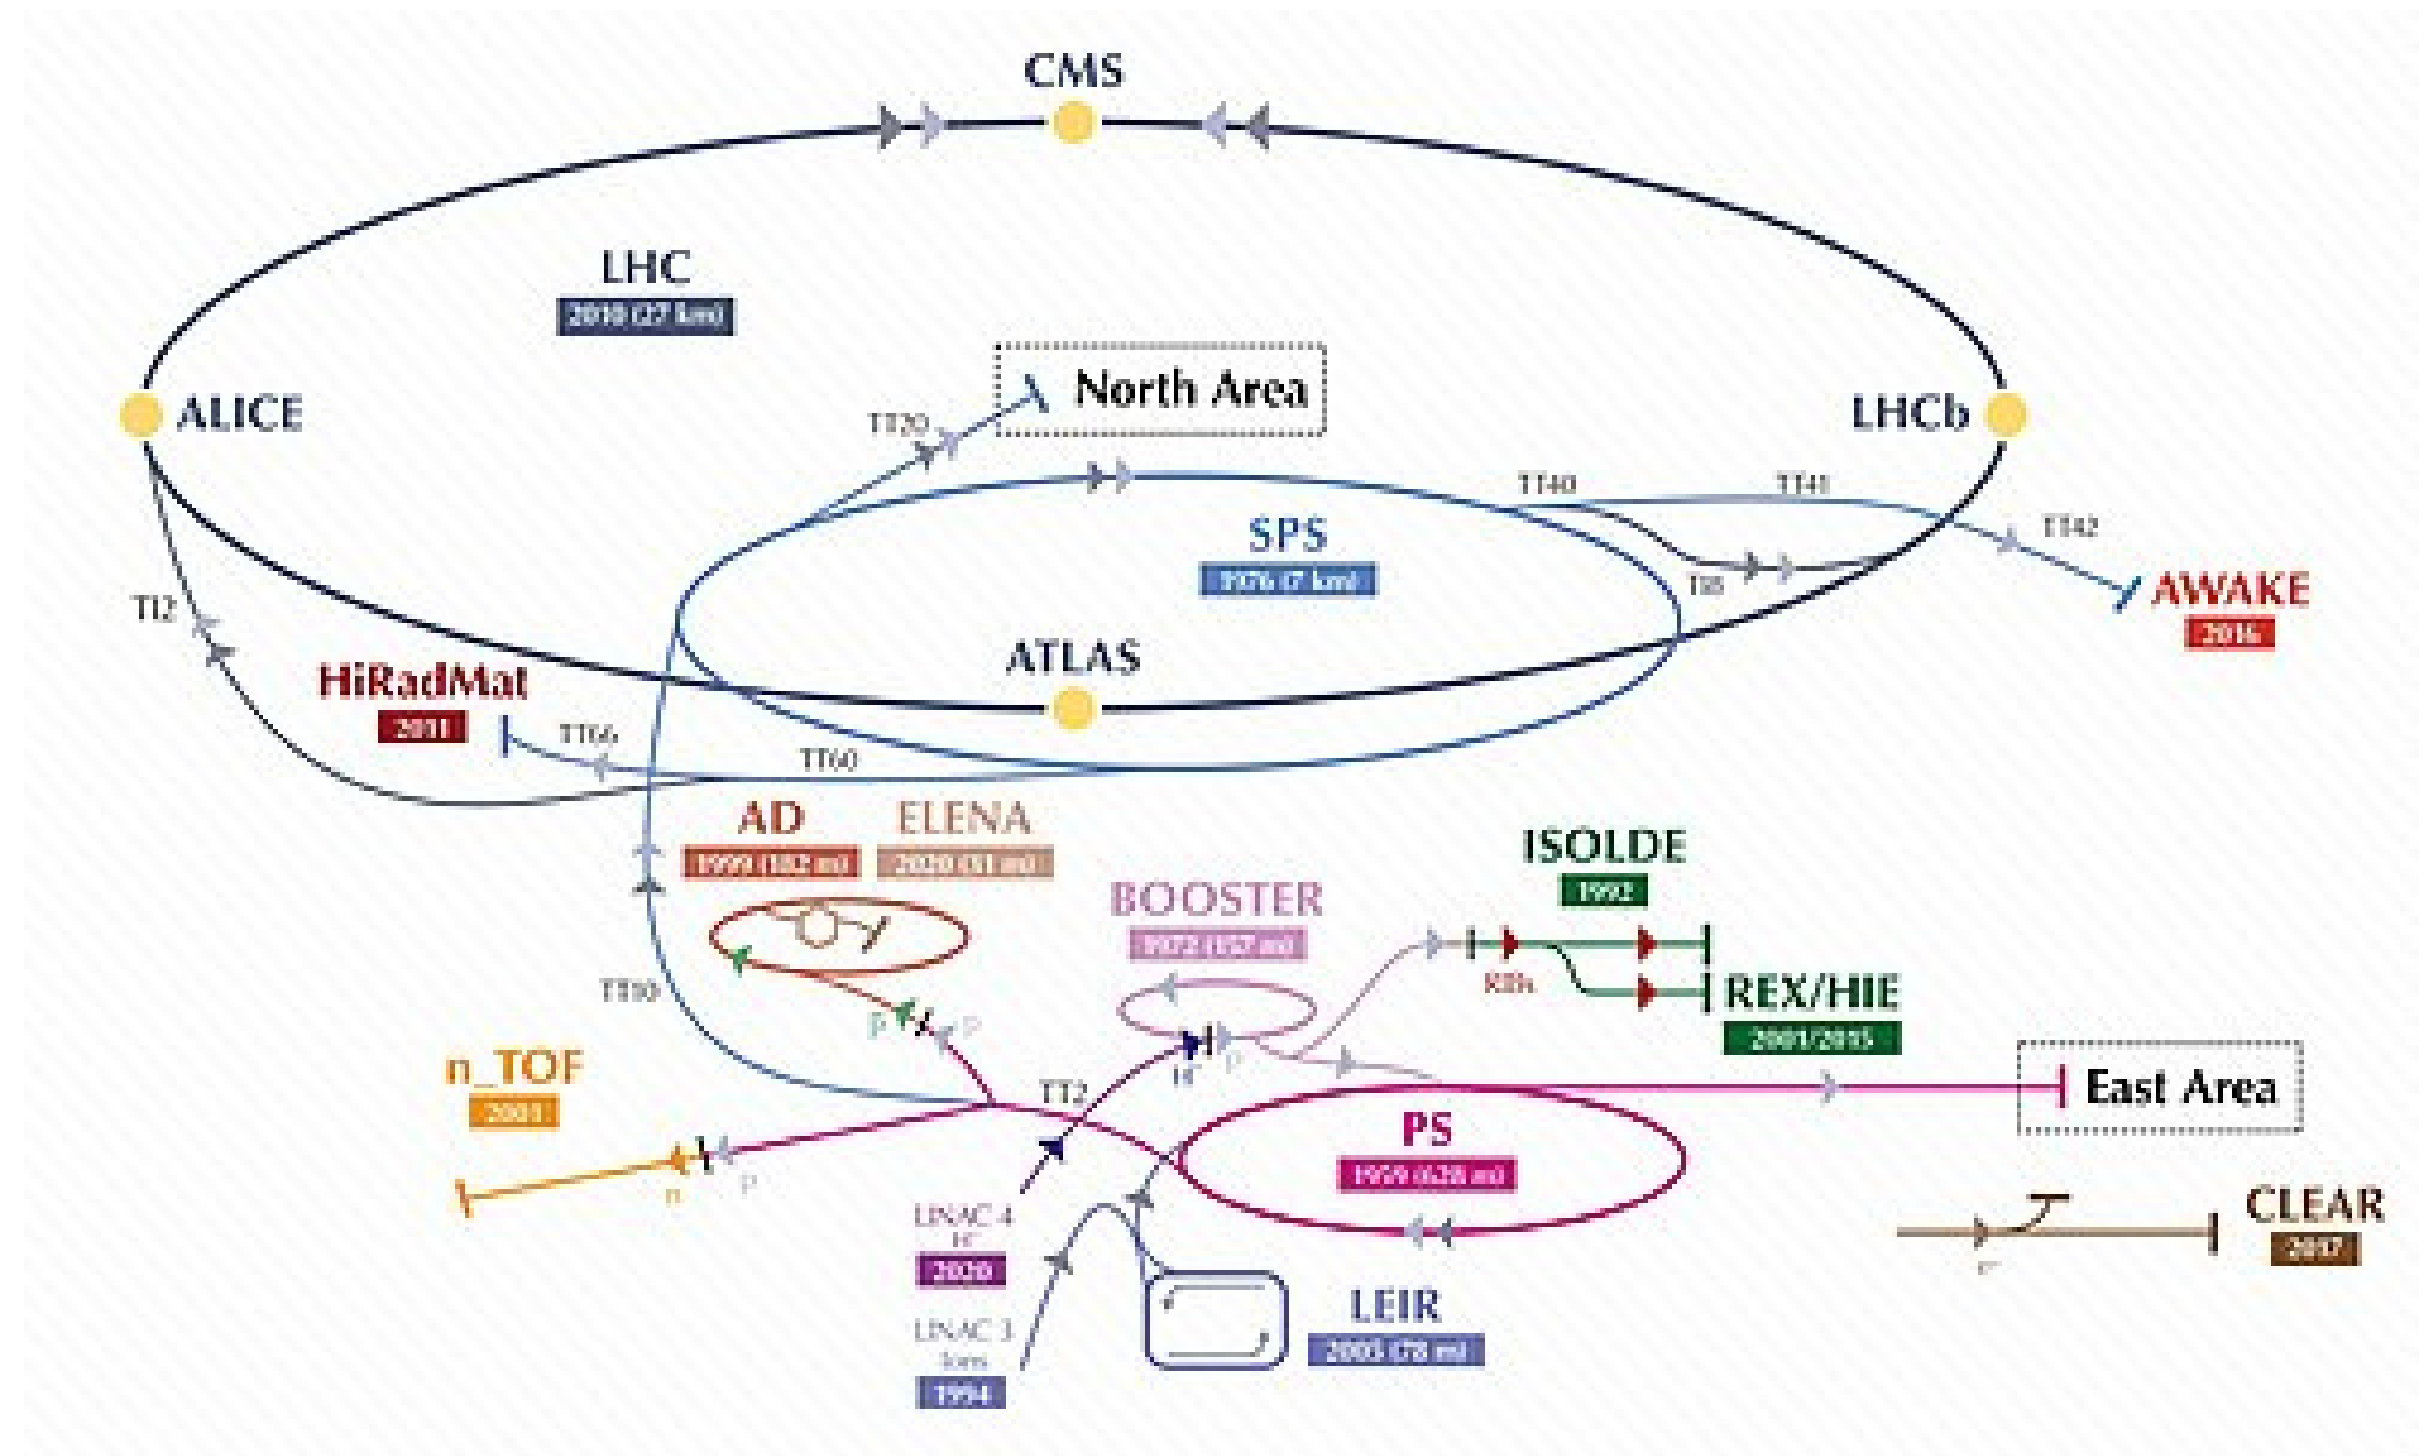 CMS
LHC
2010 (27 km)
North Area
ALICE
LHCb
TT20
TT40
TT41
TT42
SPS
1976 (7 km)
TI8
AWAKE
2016
TI2
ATLAS
HiRadMat
2011
TT66
TT60
AD
1999 (182 m)
ELENA
2020 (31 m)
ISOLDE
1992
BOOSTER
1972 (157 m)
RIBs
REX/HIE
2001/2015
TT10
p
p
n_TOF
2001
TT2
H-
p
East Area
PS
1959 (628 m)
n
p
LINAC 4
H-
2020
CLEAR
2017
LEIR
2005 (78 m)
LINAC 3
Ions
1994